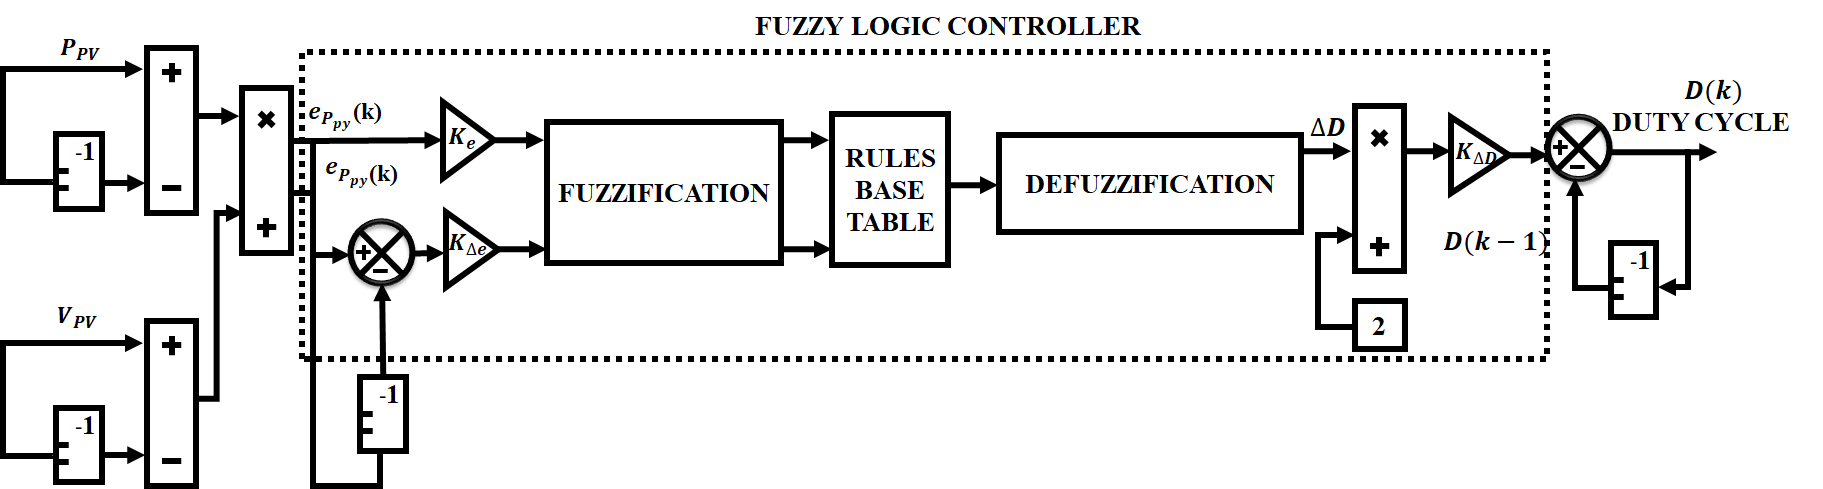 FUZZY LOGIC CONTROLLER
P_PV
+
-1
−
×
+
e_Ppy(k)
e_Ppy(k)
K_e
+
−
K_Δe
FUZZIFICATION
RULES
BASE
TABLE
DEFUZZIFICATION
ΔD
×
+
2
K_ΔD
D(k − 1)
+
−
D(k)
DUTY CYCLE
-1
V_PV
+
-1
−
-1